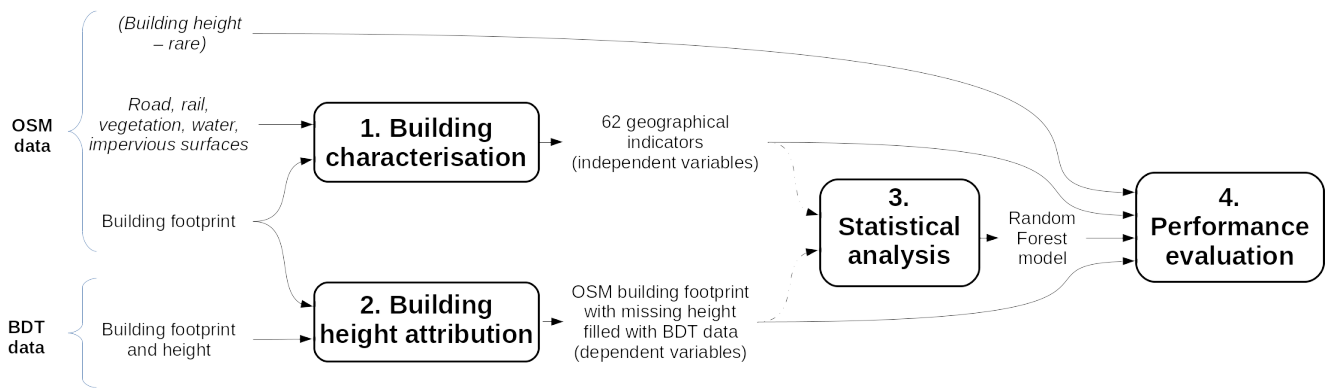 (Building height
– rare)
OSM
data
Road, rail,
vegetation, water,
impervious surfaces
Building footprint
BDT
data
Building footprint
and height
1. Building
characterisation
2. Building
height attribution
62 geographical
indicators
(independent variables)
OSM building footprint
with missing height
filled with BDT data
(dependent variables)
3.
Statistical
analysis
Random
Forest
model
4.
Performance
evaluation